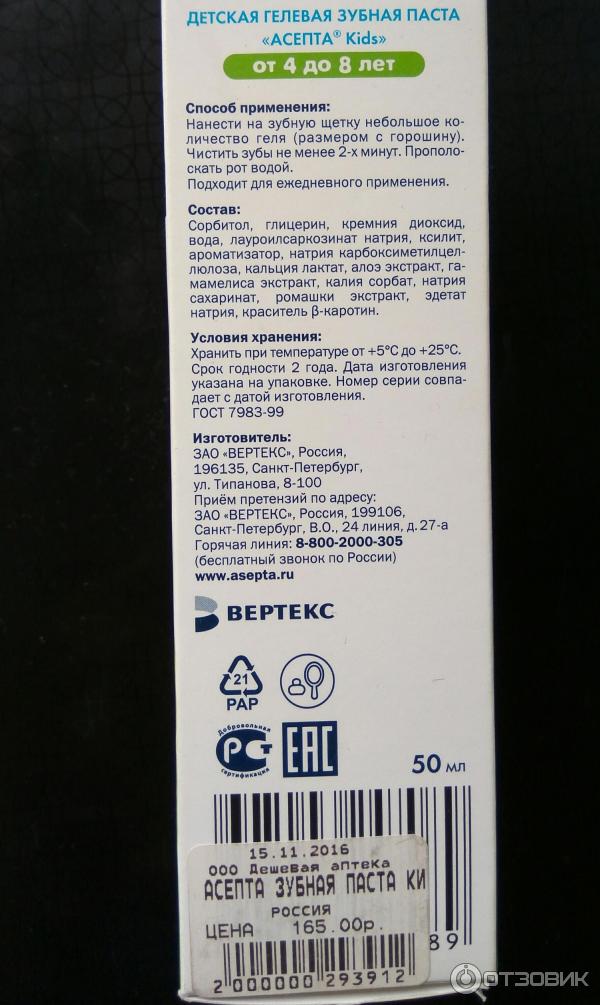 ДЕТСКАЯ ГЕЛЕВАЯ ЗУБНАЯ ПАСТА
«АСЕПТА® Kids»
от 4 до 8 лет
Способ применения:
Нанести на зубную щетку небольшое ко-
личество геля (размером с горошину).
Чистить зубы не менее 2-х минут. Прополо-
скать рот водой.
Подходит для ежедневного применения.
Состав:
Сорбитол, глицерин, кремния диоксид,
вода, лауроилсаркозинат натрия, ксилит,
ароматизатор, натрия карбоксиметилцел-
люлоза, кальция лактат, алоэ экстракт, га-
мамелиса экстракт, калия сорбат, натрия
сахаринат, ромашки экстракт, эдетат
натрия, краситель β-каротин.
Условия хранения:
Хранить при температуре от +5°С до +25°С.
Срок годности 2 года. Дата изготовления
указана на упаковке. Номер серии совпа-
дает с датой изготовления.
ГОСТ 7983-99
Изготовитель:
ЗАО «ВЕРТЕКС», Россия,
196135, Санкт-Петербург,
ул. Типанова, 8-100
Приём претензий по адресу:
ЗАО «ВЕРТЕКС», Россия, 199106,
Санкт-Петербург, В.О., 24 линия, д. 27-а
Горячая линия: 8-800-2000-305
(бесплатный звонок по России)
www.asepta.ru
ВЕРТЕКС
21
PAP
Добровольная
РСТ
сертификация
ЕАС
50 мл
15.11.2016
ООО Дешевая аптека
АСЕПТА ЗУБНАЯ ПАСТА КИ
РОССИЯ
ЦЕНА 165.00р.
89
2 000000 293912
ОТЗОВИК